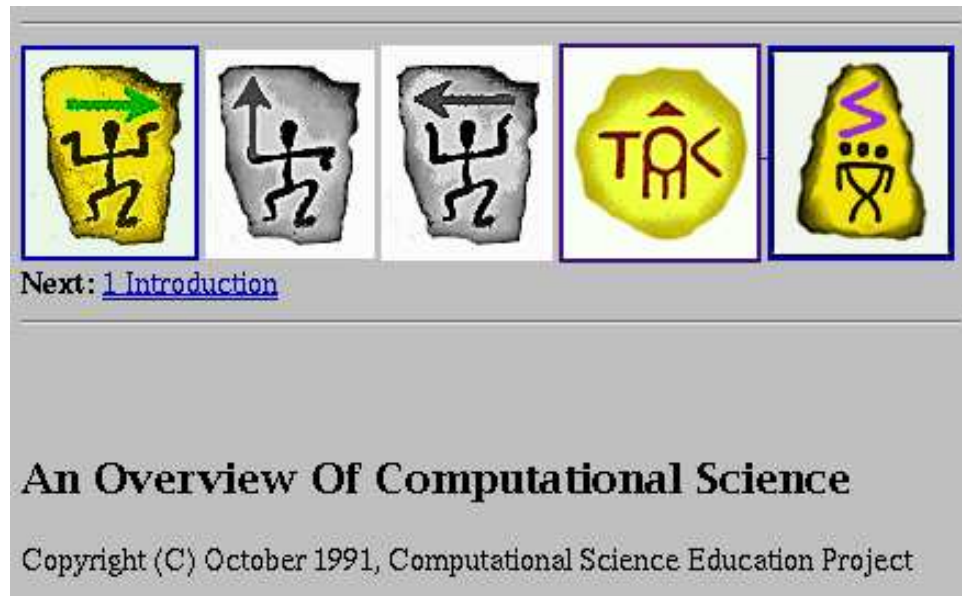 Next: 1 Introduction
An Overview Of Computational Science
Copyright (C) October 1991, Computational Science Education Project